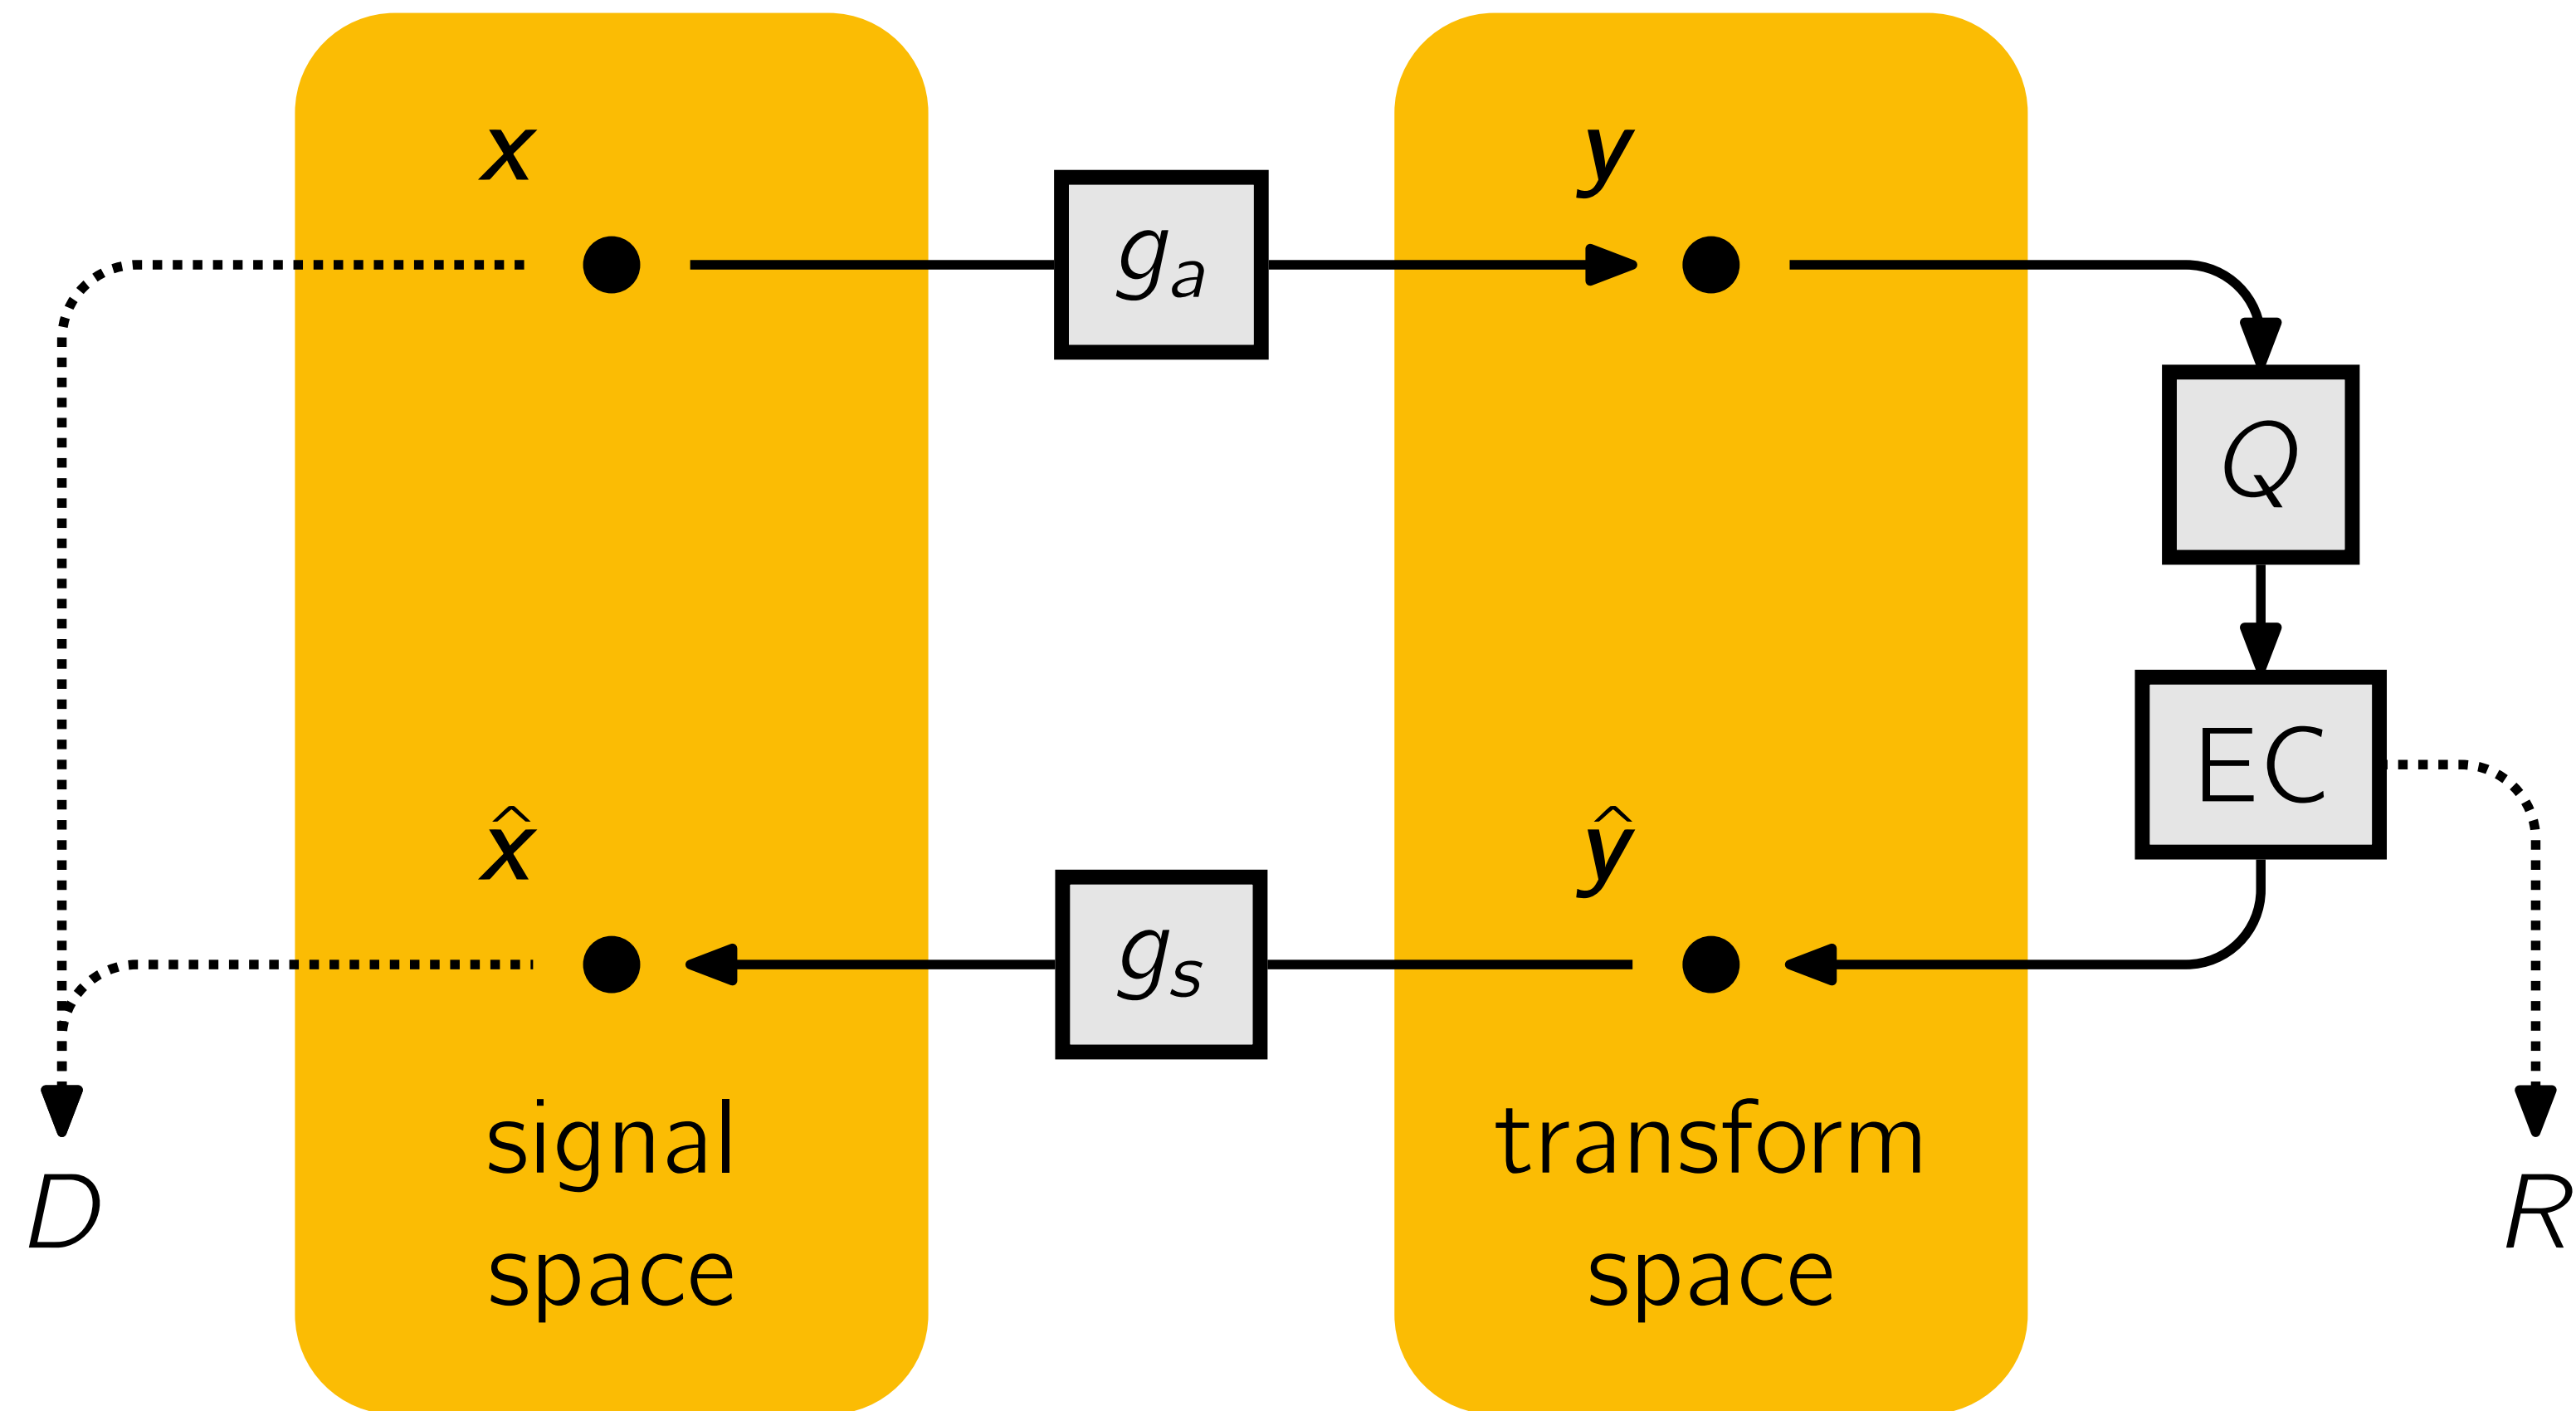 x
y
gₐ
Q
EC
x̂
ŷ
gₛ
signal
space
transform
space
D
R